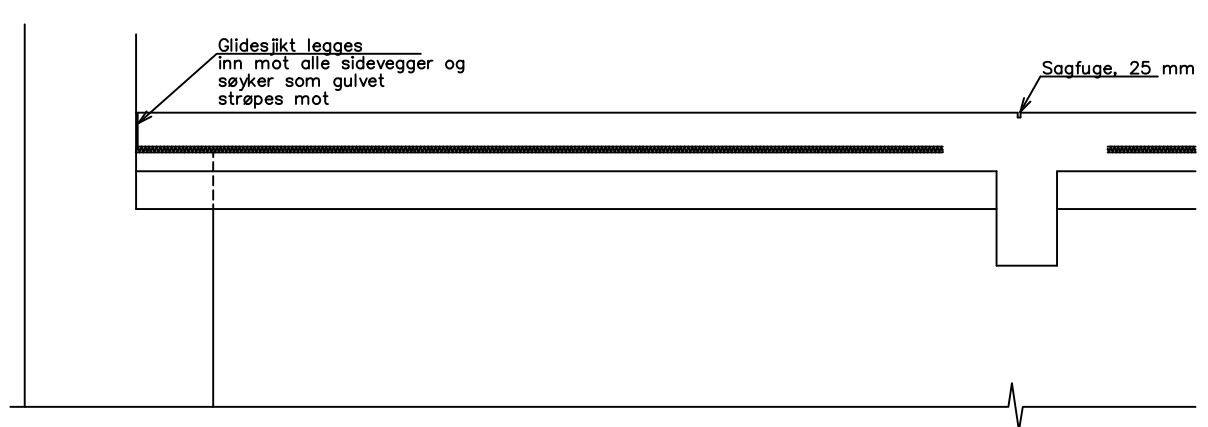 Glidesjikt legges
inn mot alle sidevegger og
søyker som gulvet
strøpes mot
Sagfuge, 25 mm